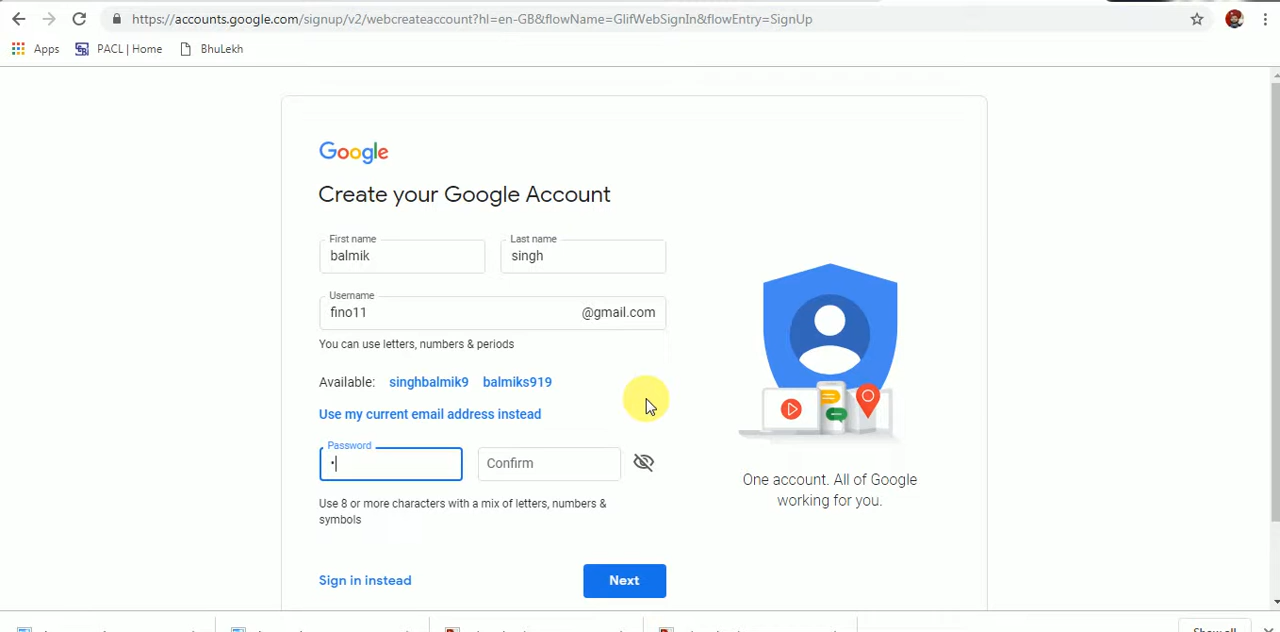 https://accounts.google.com/signup/v2/webcreateaccount?hl=en-GB&flowName=GlifWebSignIn&flowEntry=SignUp
Apps PACL | Home BhuLekh
Google
Create your Google Account
First name Last name
balmik singh
Username
fino11 @gmail.com
You can use letters, numbers & periods
Available: singhbalmik9 balmiks919
Use my current email address instead
Password
Confirm
Use 8 or more characters with a mix of letters, numbers &
symbols
One account. All of Google
working for you.
Sign in instead Next
Show all